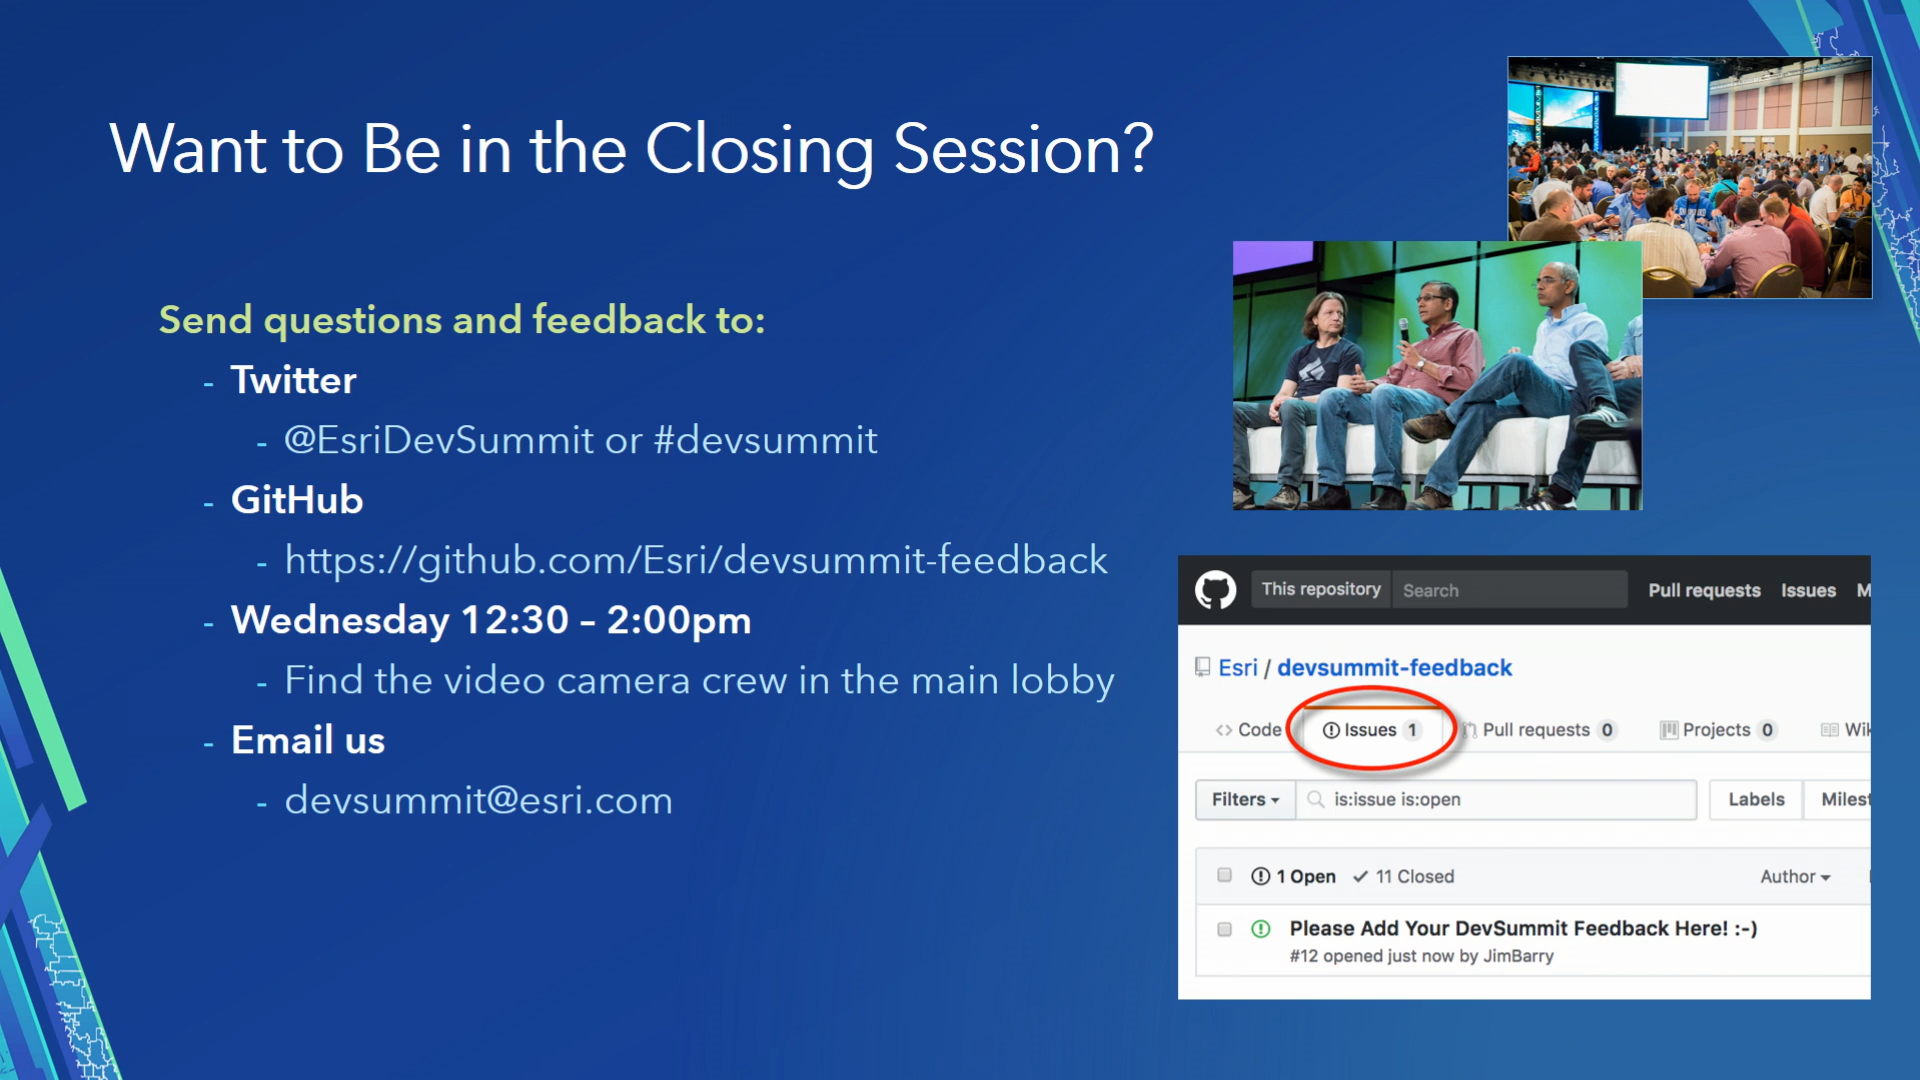 Want to Be in the Closing Session?
Send questions and feedback to:
- Twitter
- @EsriDevSummit or #devsummit
- GitHub
- https://github.com/Esri/devsummit-feedback
- Wednesday 12:30 – 2:00pm
- Find the video camera crew in the main lobby
- Email us
- devsummit@esri.com
This repository Search Pull requests Issues M
Esri / devsummit-feedback
<> Code Issues 1 Pull requests 0 Projects 0 Wik
Filters is:issue is:open Labels Milest
1 Open 11 Closed Author
Please Add Your DevSummit Feedback Here! :-)
#12 opened just now by JimBarry